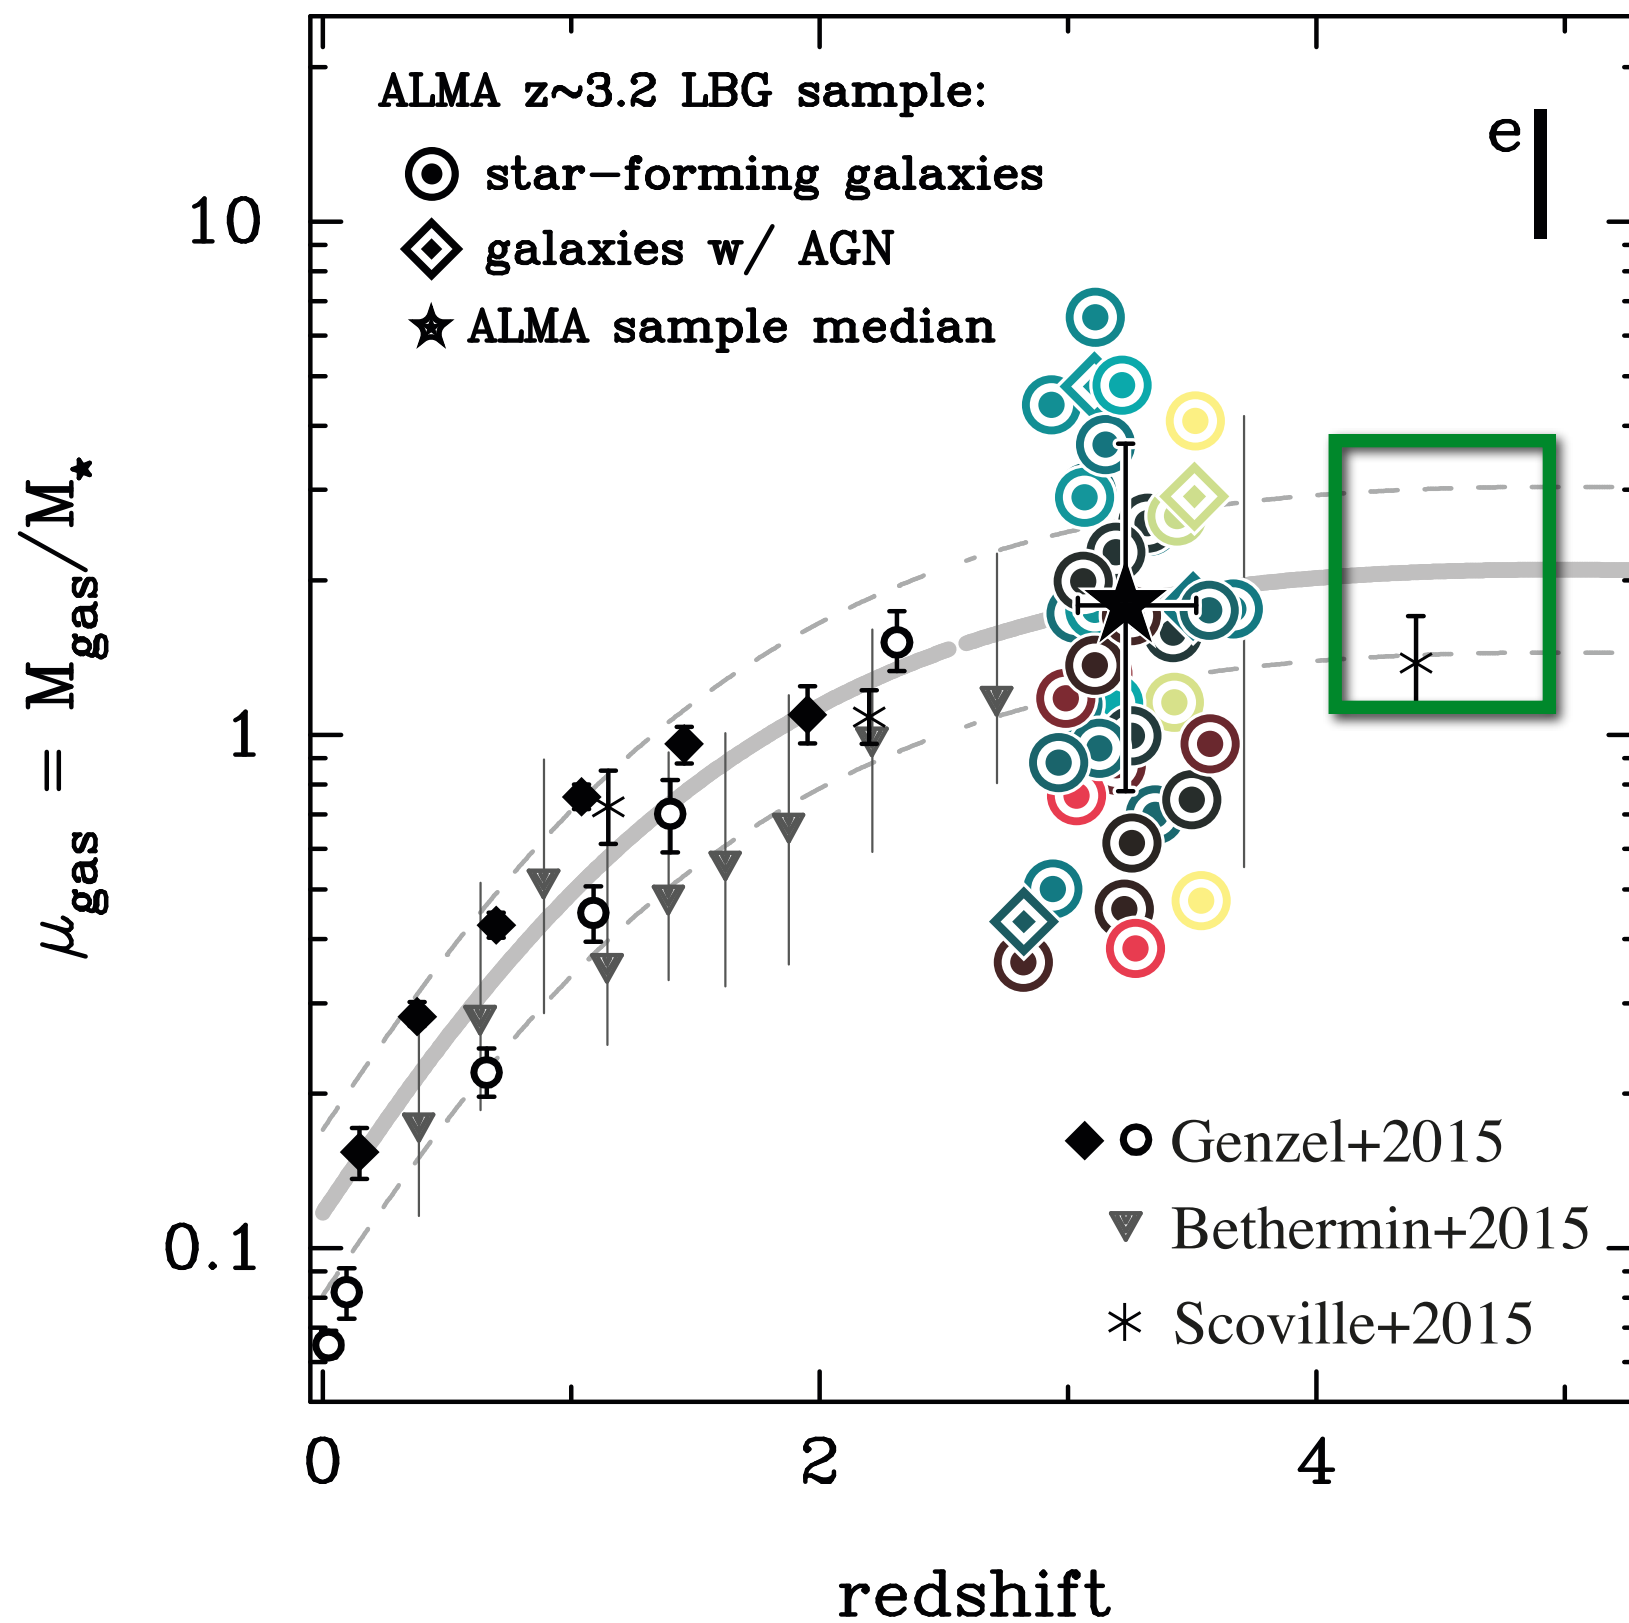 ALMA z~3.2 LBG sample:
star-forming galaxies
galaxies w/ AGN
ALMA sample median
e
10
1
0.1
μgas = Mgas/M★
Genzel+2015
Bethermin+2015
Scoville+2015
0 2 4
redshift